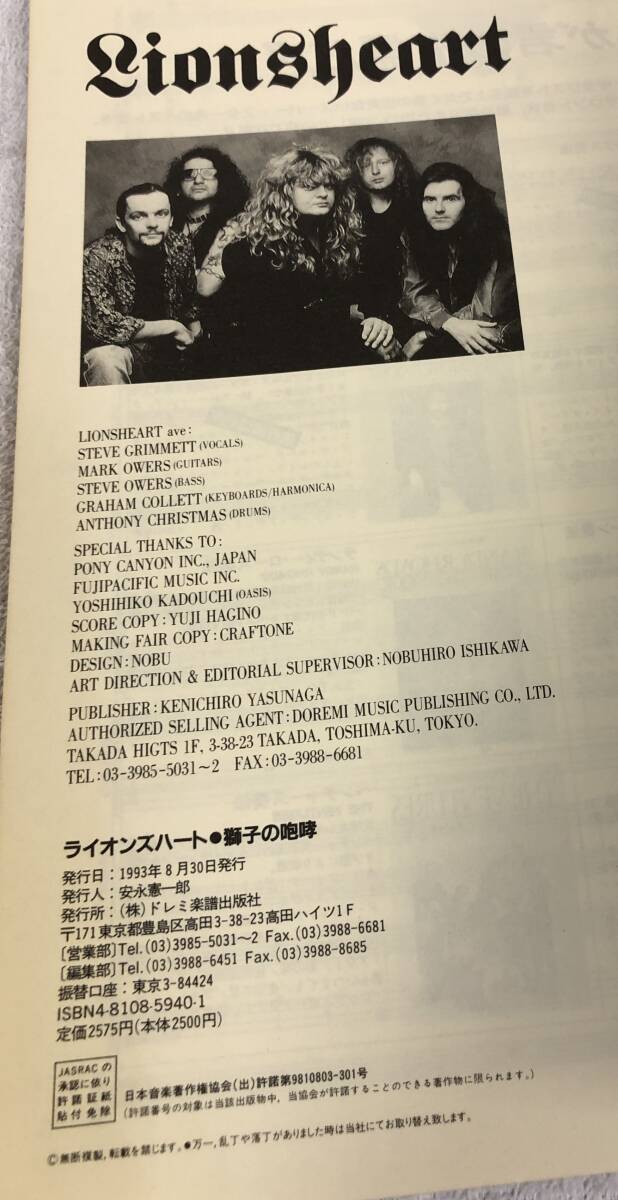 Lionsheart
LIONSHEART ave:
STEVE GRIMMETT (VOCALS)
MARK OWERS (GUITARS)
STEVE OWERS (BASS)
GRAHAM COLLETT (KEYBOARDS/HARMONICA)
ANTHONY CHRISTMAS (DRUMS)
SPECIAL THANKS TO:
PONY CANYON INC., JAPAN
FUJIPACIFIC MUSIC INC.
YOSHIHIKO KADOUCHI (OASIS)
SCORE COPY: YUJI HAGINO
MAKING FAIR COPY: CRAFTONE
DESIGN: NOBU
ART DIRECTION & EDITORIAL SUPERVISOR: NOBUHIRO ISHIKAWA
PUBLISHER: KENICHIRO YASUNAGA
AUTHORIZED SELLING AGENT: DOREMI MUSIC PUBLISHING CO., LTD.
TAKADA HIGTS 1F, 3-38-23 TAKADA, TOSHIMA-KU, TOKYO.
TEL: 03-3985-5031~2 FAX: 03-3988-6681
ライオンズハート●獅子の咆哮
発行日：1993年8月30日発行
発行人：安永憲一郎
発行所：(株)ドレミ楽譜出版社
〒171 東京都豊島区高田3-38-23高田ハイツ1F
[営業部]Tel.(03)3985-5031~2 Fax.(03)3988-6681
[編集部]Tel.(03)3988-6451 Fax.(03)3988-8685
振替口座：東京3-84424
ISBN4-8108-5940-1
定価2575円(本体2500円)
JASRACの
承認に依り
許諾証紙
貼付免除
日本音楽著作権協会(出)許諾第9810803-301号
(許諾番号の対象は当該出版物中，当協会が許諾することのできる著作物に限られます。)
©無断複製，転載を禁じます。●万一，乱丁や落丁がありました時は当社にてお取り替え致します。